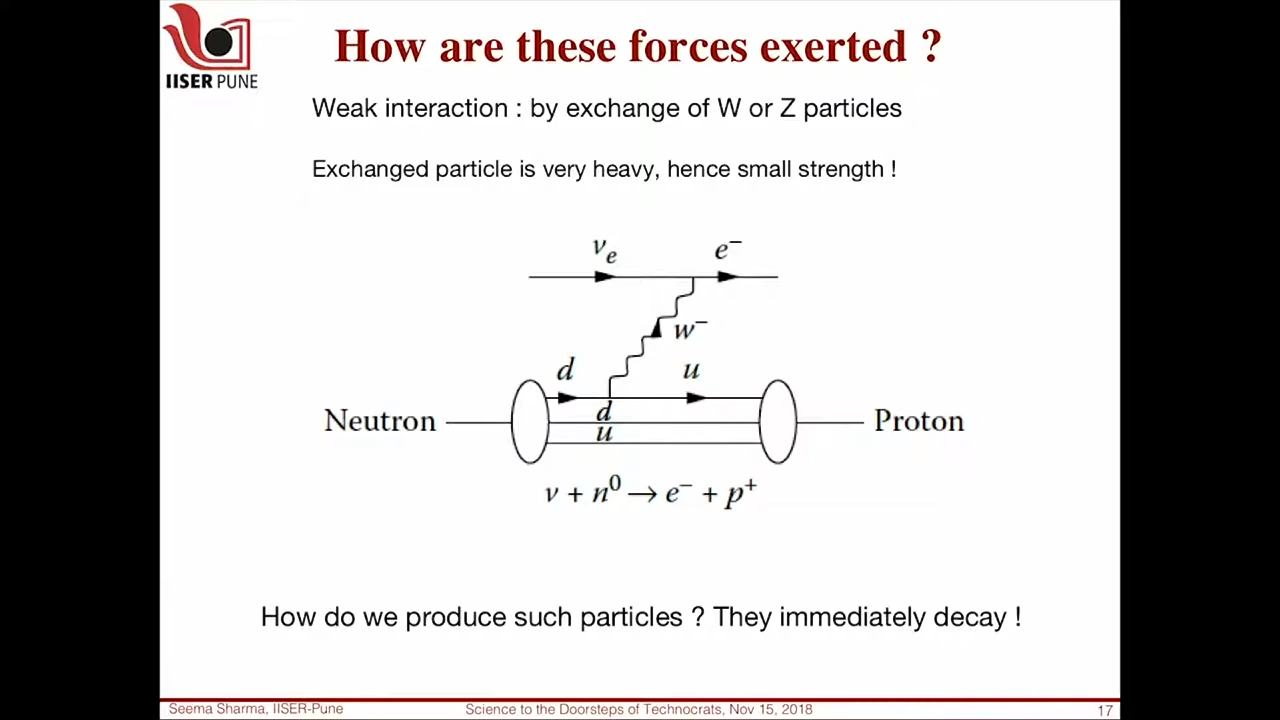 IISER PUNE
How are these forces exerted ?
Weak interaction : by exchange of W or Z particles
Exchanged particle is very heavy, hence small strength !
νe e−
w−
d u
d
Neutron Proton
u
ν + n0 → e− + p+
How do we produce such particles ? They immediately decay !
Seema Sharma, IISER-Pune Science to the Doorsteps of Technocrats, Nov 15, 2018 17